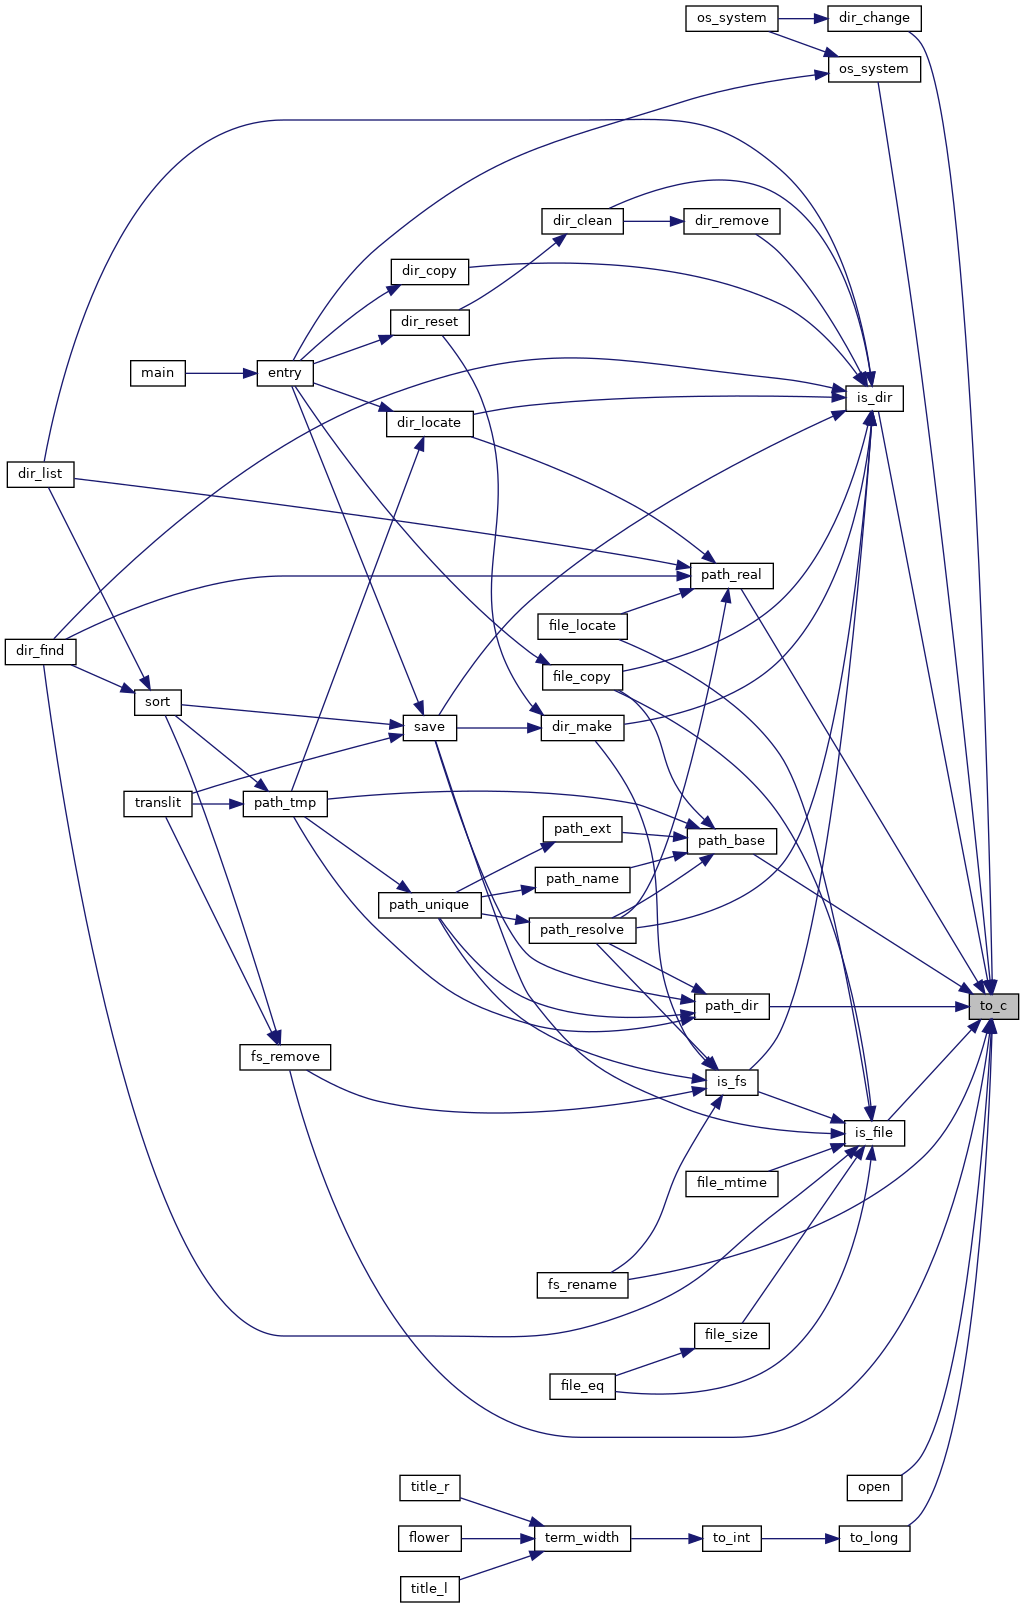 os_system
dir_change
os_system
dir_clean
dir_remove
dir_copy
dir_reset
main
entry
is_dir
dir_locate
dir_list
path_real
file_locate
dir_find
file_copy
sort
save
dir_make
translit
path_tmp
path_ext
path_base
path_name
path_unique
path_resolve
path_dir
to_c
fs_remove
is_fs
is_file
file_mtime
fs_rename
file_size
file_eq
title_r
open
flower
term_width
to_int
to_long
title_l